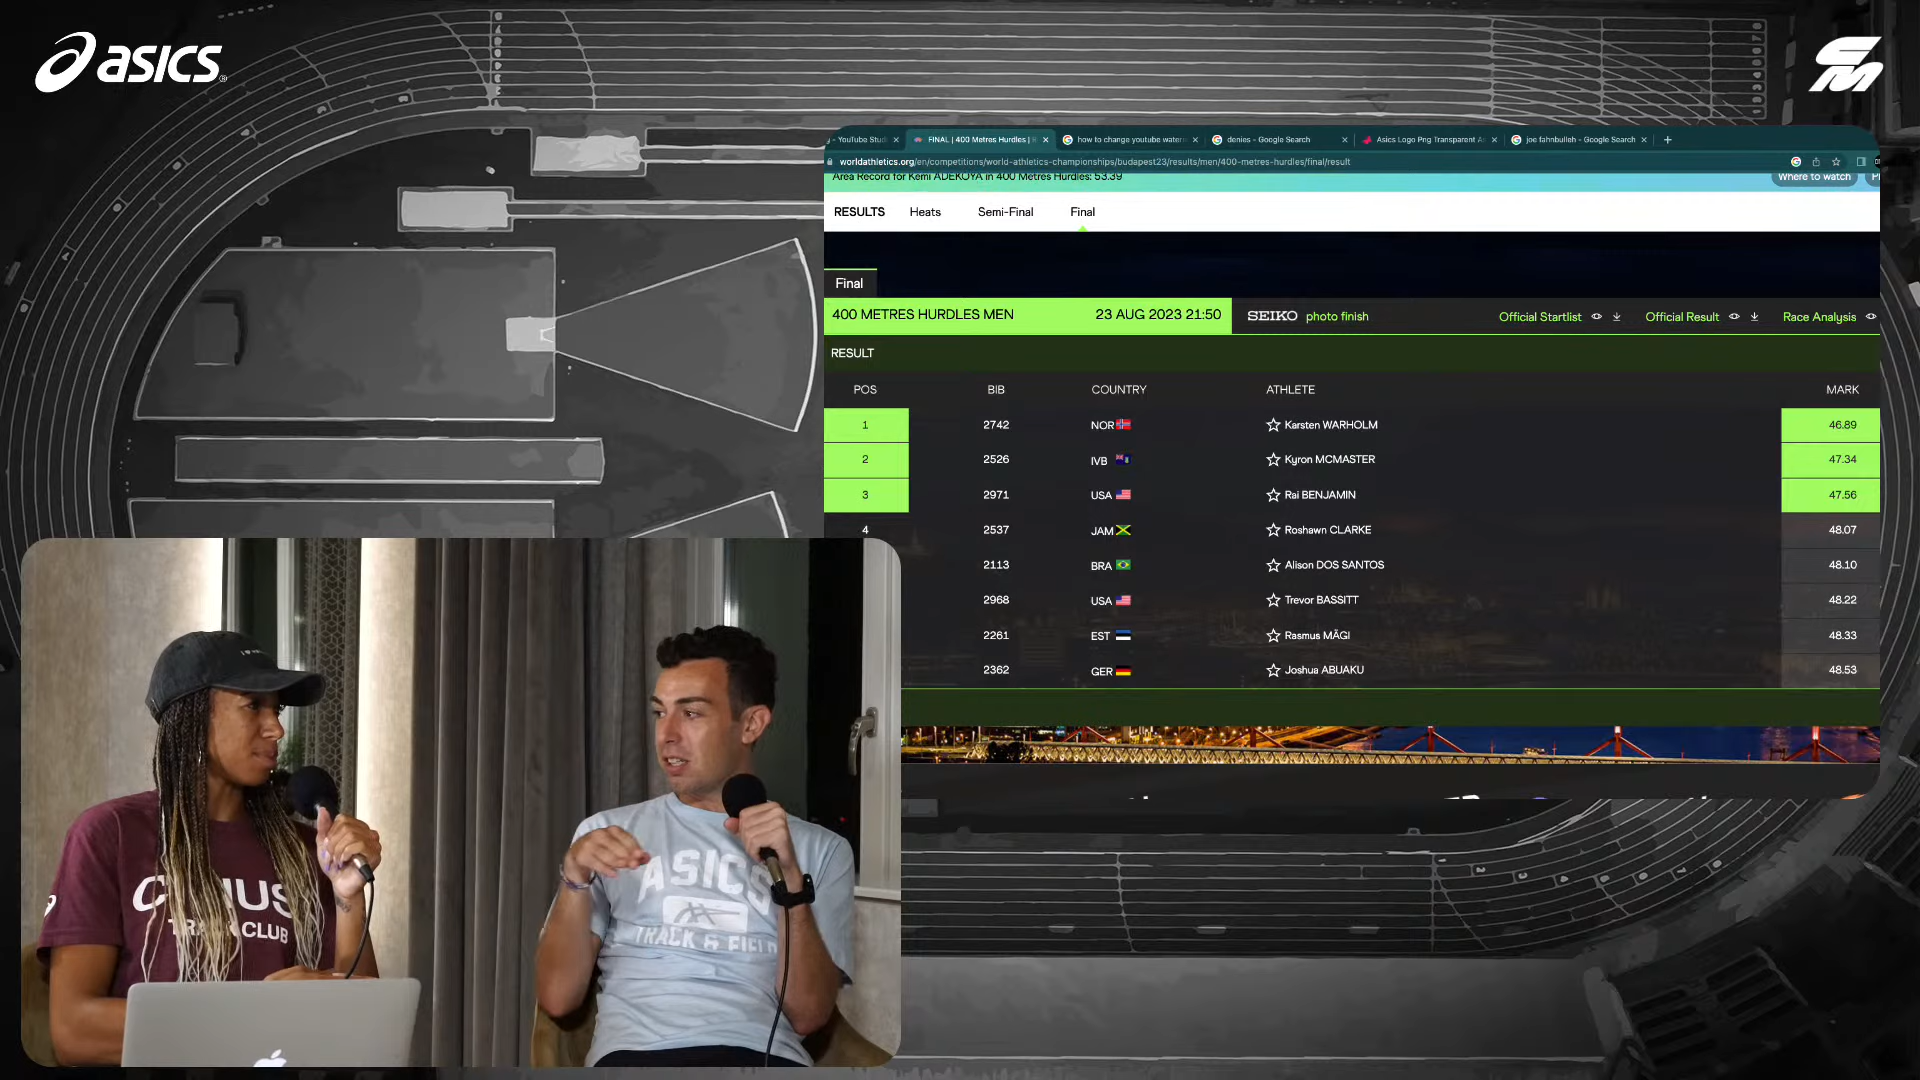 asics
YouTube Stud
FINAL | 400 Metres Hurdles |
how to change youtube water
denies - Google Search
Asics Logo Png Transparent A
joe fahnbulleh - Google Search
worldathletics.org/en/competitions/world-athletics-championships/budapest23/results/men/400-metres-hurdles/final/result
Area Record for Kemi ADEKOYA in 400 Metres Hurdles: 53.39
Where to watch
RESULTS Heats Semi-Final Final
Final
400 METRES HURDLES MEN 23 AUG 2023 21:50 SEIKO photo finish Official Startlist Official Result Race Analysis
RESULT
POS BIB COUNTRY ATHLETE MARK
1 2742 NOR Karsten WARHOLM 46.89
2 2526 IVB Kyron MCMASTER 47.34
3 2971 USA Rai BENJAMIN 47.56
4 2537 JAM Roshawn CLARKE 48.07
2113 BRA Alison DOS SANTOS 48.10
2968 USA Trevor BASSITT 48.22
2261 EST Rasmus MÄGI 48.33
2362 GER Joshua ABUAKU 48.53
TRACK CLUB
ASICS
TRACK & FIELD